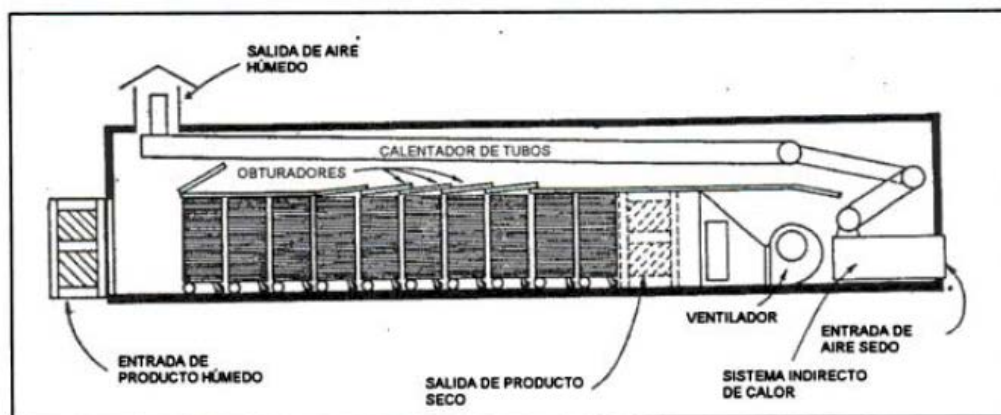 SALIDA DE AIRE
HÚMEDO
CALENTADOR DE TUBOS
OBTURADORES
VENTILADOR
ENTRADA DE
AIRE SEDO
ENTRADA DE
PRODUCTO HÚMEDO
SALIDA DE PRODUCTO
SECO
SISTEMA INDIRECTO
DE CALOR